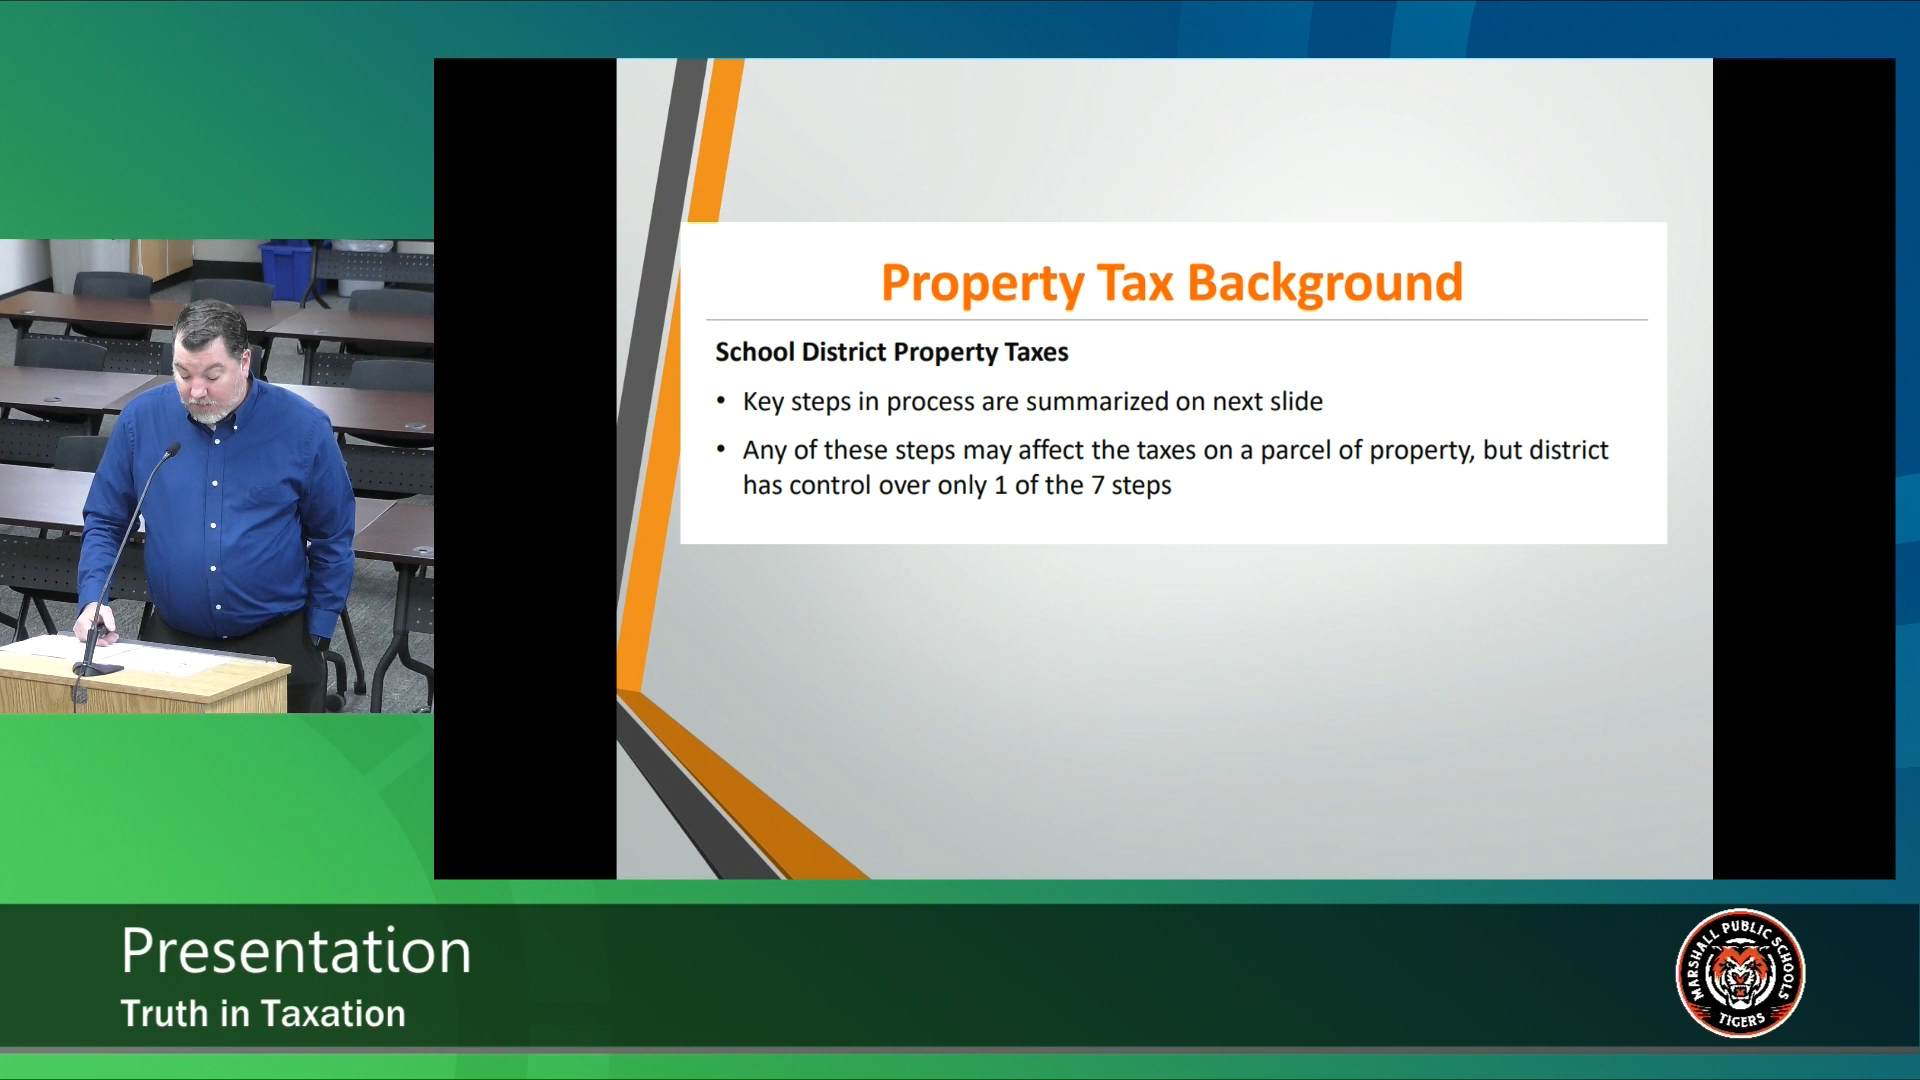 Property Tax Background
School District Property Taxes
• Key steps in process are summarized on next slide
• Any of these steps may affect the taxes on a parcel of property, but district
has control over only 1 of the 7 steps
Presentation
Truth in Taxation
MARSHALL PUBLIC SCHOOLS
TIGERS